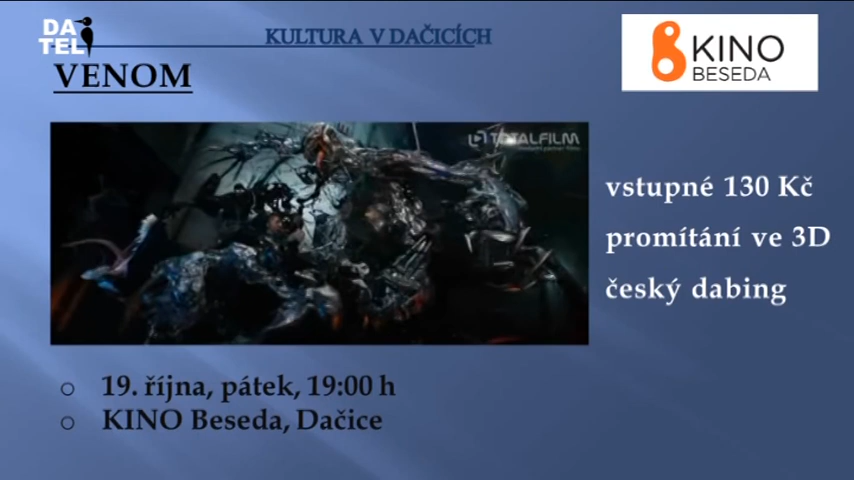 DA
TEL
KULTURA V DAČICÍCH
VENOM
KINO
BESEDA
TOTALFILM
vstupné 130 Kč
promítání ve 3D
český dabing
19. října, pátek, 19:00 h
KINO Beseda, Dačice